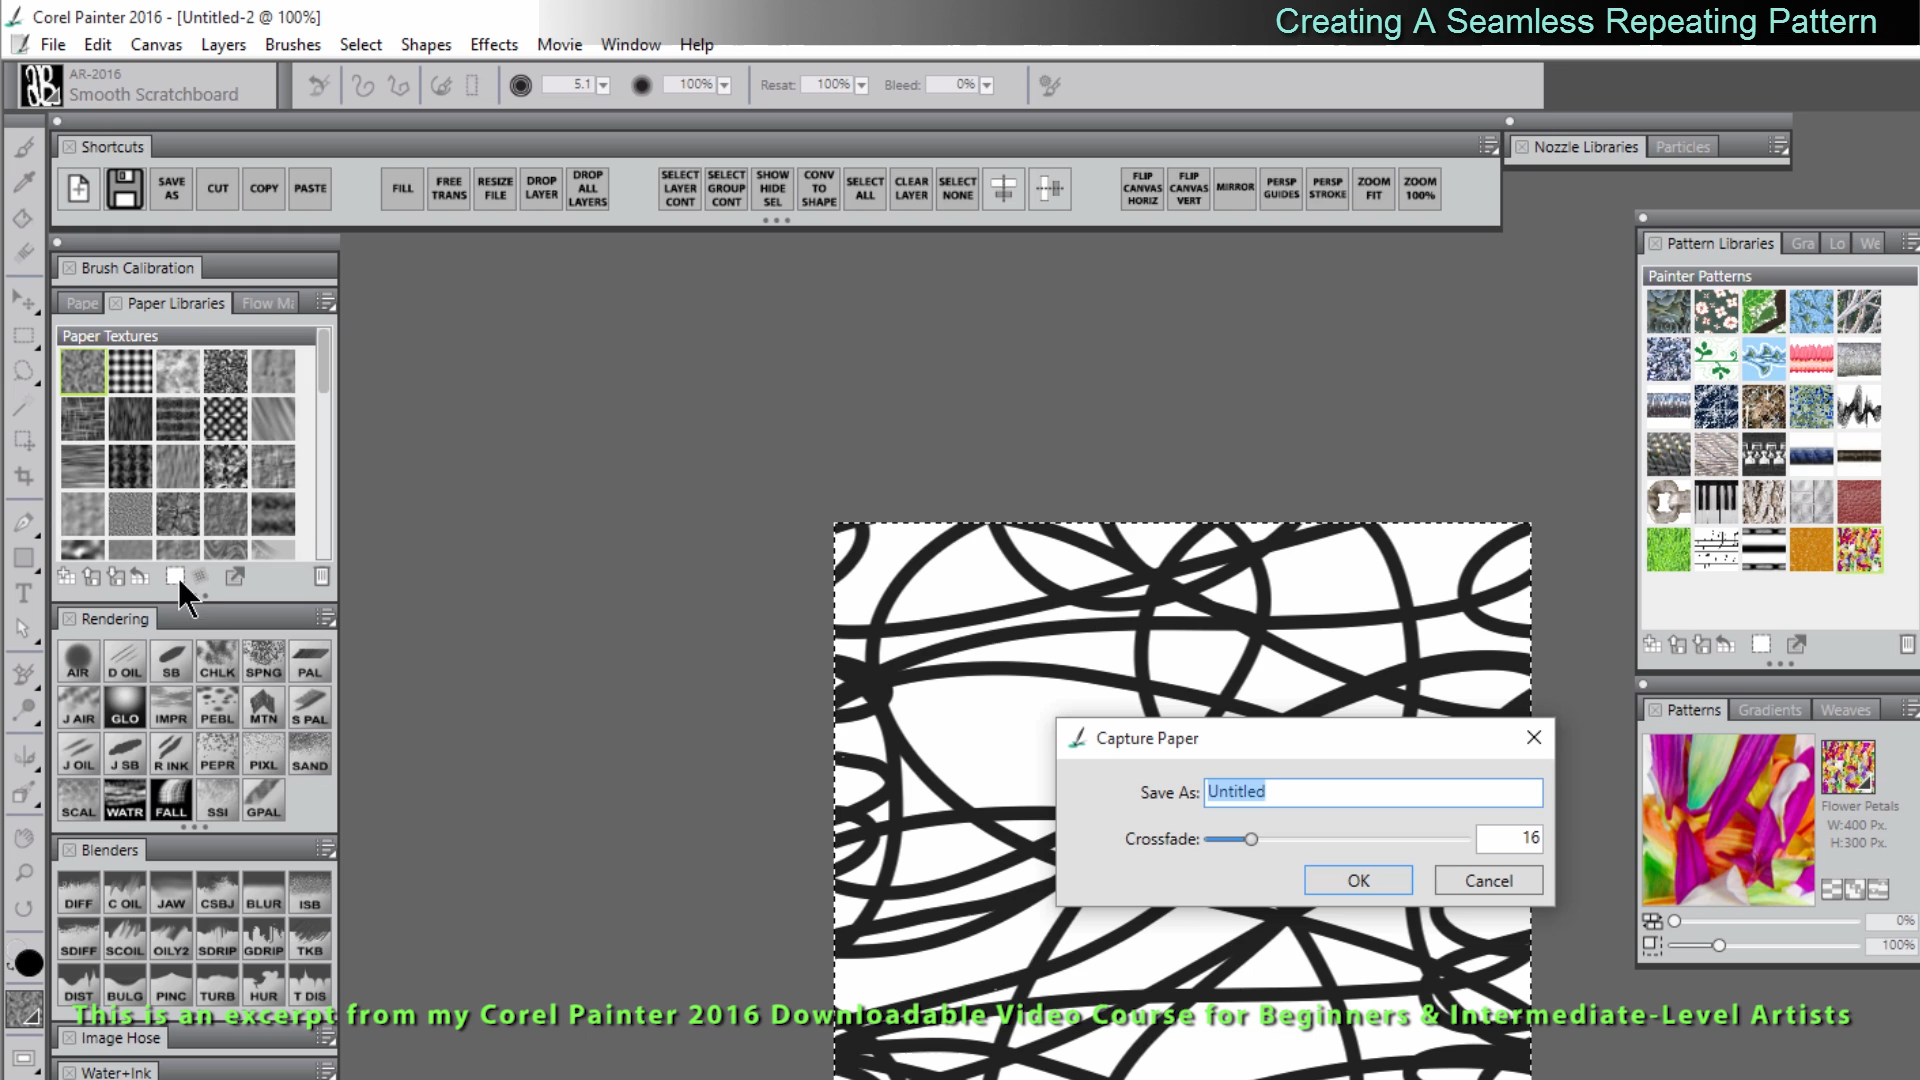 Corel Painter 2016 - [Untitled-2 @ 100%]
Creating A Seamless Repeating Pattern
File Edit Canvas Layers Brushes Select Shapes Effects Movie Window Help
AR-2016
Smooth Scratchboard
5.1 100% Resat: 100% Bleed: 0%
Shortcuts
Nozzle Libraries Particles
SAVE AS CUT COPY PASTE FILL FREE TRANS RESIZE FILE DROP LAYER DROP ALL LAYERS SELECT LAYER CONT SELECT GROUP CONT SHOW HIDE SEL CONV TO SHAPE SELECT ALL CLEAR LAYER SELECT NONE FLIP CANVAS HORIZ FLIP CANVAS VERT MIRROR PERSP GUIDES PERSP STROKE ZOOM FIT ZOOM 100%
Brush Calibration
Pape Paper Libraries Flow Ma
Paper Textures
Pattern Libraries Gra Lo We
Painter Patterns
Rendering
AIR D OIL SB CHLK SPNG PAL
J AIR GLO IMPR PEBL MTN S PAL
J OIL J SB R INK PEPR PIXL SAND
SCAL WATR FALL SSI GPAL
Blenders
DIFF C OIL JAW CSBJ BLUR ISB
SDIFF SCOIL OILY2 SDRIP GDRIP TKB
DIST BULG PINC TURB HUR T DIS
Image Hose
Water+Ink
Capture Paper
Save As: Untitled
Crossfade: 16
OK Cancel
Patterns Gradients Weaves
Flower Petals
W:400 Px.
H:300 Px.
0%
100%
This is an excerpt from my Corel Painter 2016 Downloadable Video Course for Beginners & Intermediate-Level Artists